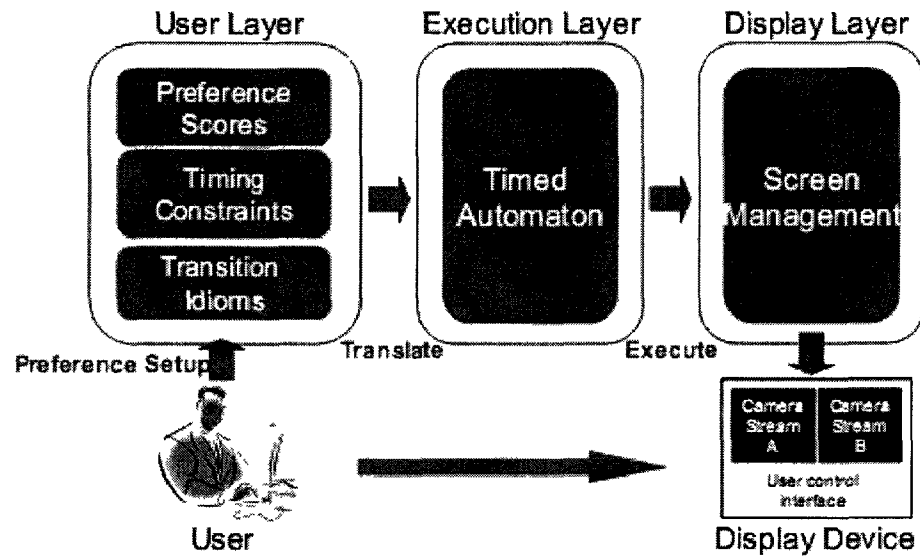 User Layer
Execution Layer
Display Layer
Preference
Scores
Timing
Constraints
Transition
Idioms
Timed
Automaton
Screen
Management
Preference Setup
Translate
Execute
Camera
Stream
A
Camera
Stream
B
User control
interface
User
Display Device